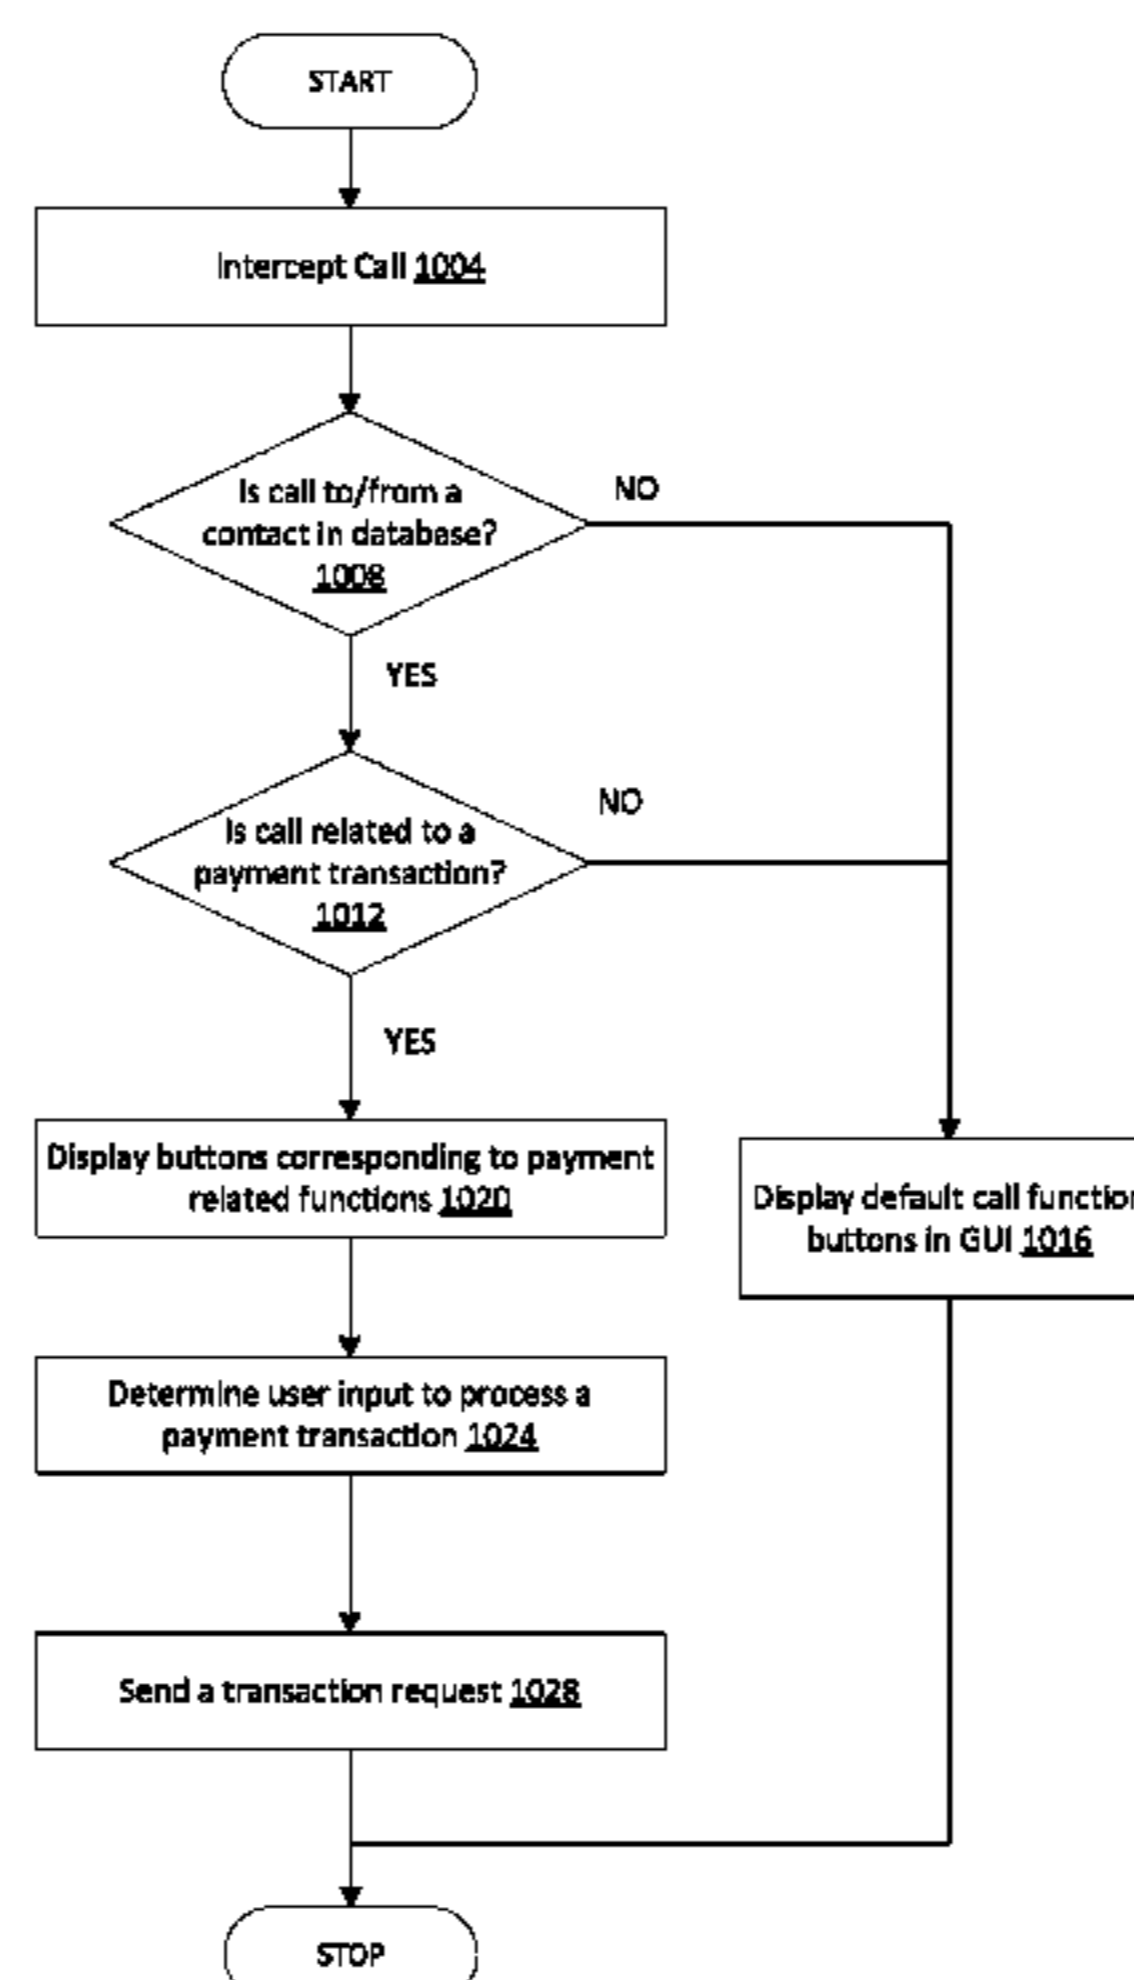 START
Intercept Call 1004
Is call to/from a
contact in database?
1008
NO
YES
Is call related to a
payment transaction?
1012
NO
YES
Display buttons corresponding to payment
related functions 1020
Display default call function
buttons in GUI 1016
Determine user input to process a
payment transaction 1024
Send a transaction request 1028
STOP